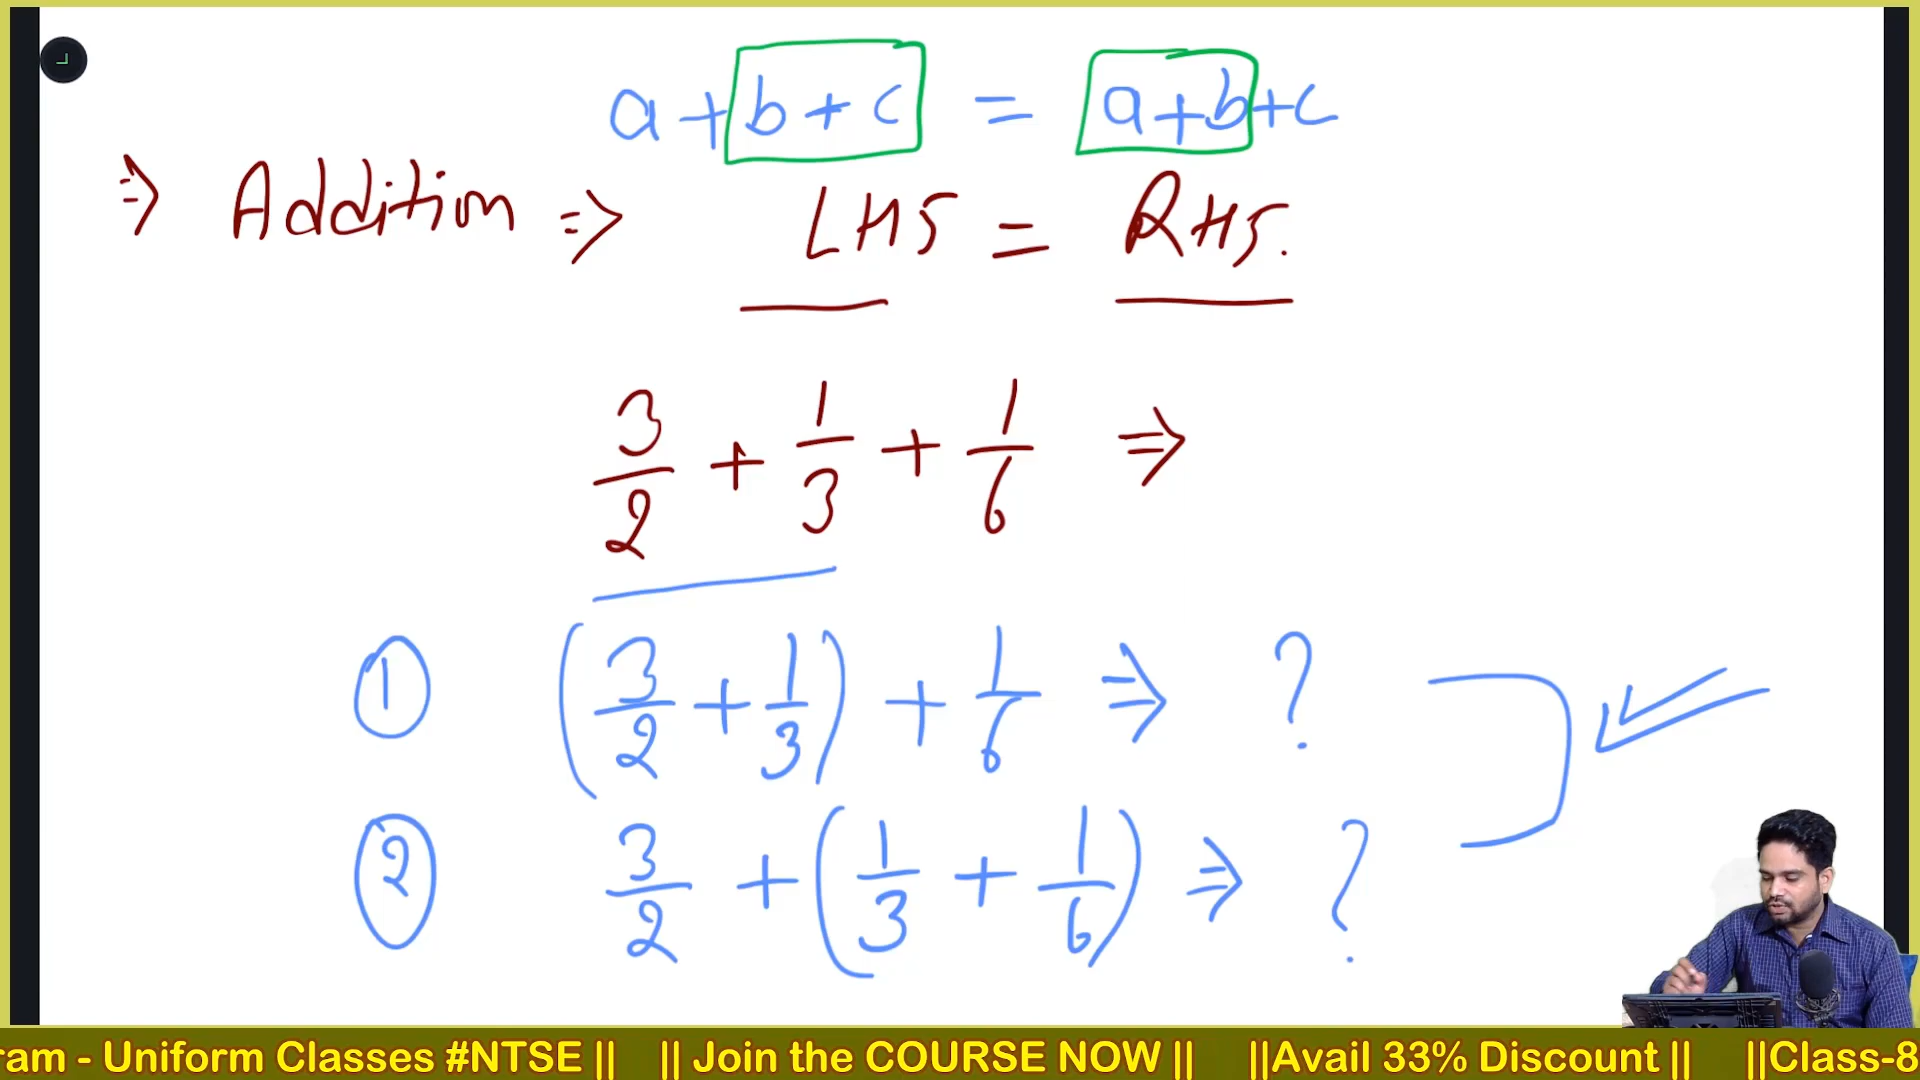 a + b + c = a + b + c
⇒ Addition ⇒ LHS = RHS.
3/2 + 1/3 + 1/6 ⇒
① (3/2 + 1/3) + 1/6 ⇒ ?
② 3/2 + (1/3 + 1/6) ⇒ ?
ram - Uniform Classes #NTSE || || Join the COURSE NOW || ||Avail 33% Discount || ||Class-8